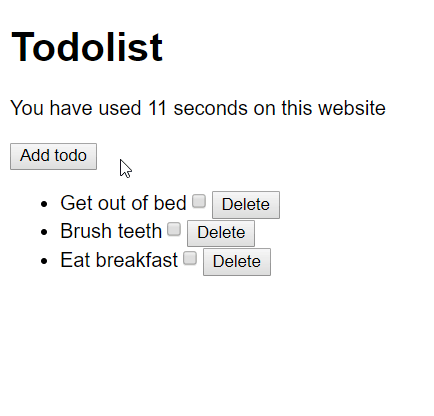 Todolist
You have used 11 seconds on this website
Add todo
Get out of bed Delete
Brush teeth Delete
Eat breakfast Delete